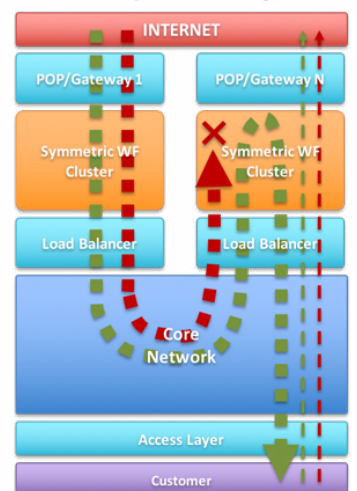 INTERNET
POP/Gateway 1
POP/Gateway N
Symmetric WF
Cluster
Symmetric WF
Cluster
Load Balancer
Load Balancer
Core
Network
Access Layer
Customer